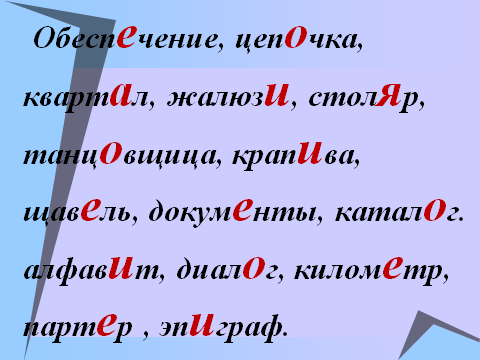 Обеспечение, цепочка,
квартал, жалюзи, столяр,
танцовщица, крапива,
щавель, документы, каталог.
алфавит, диалог, километр,
партер , эпиграф.